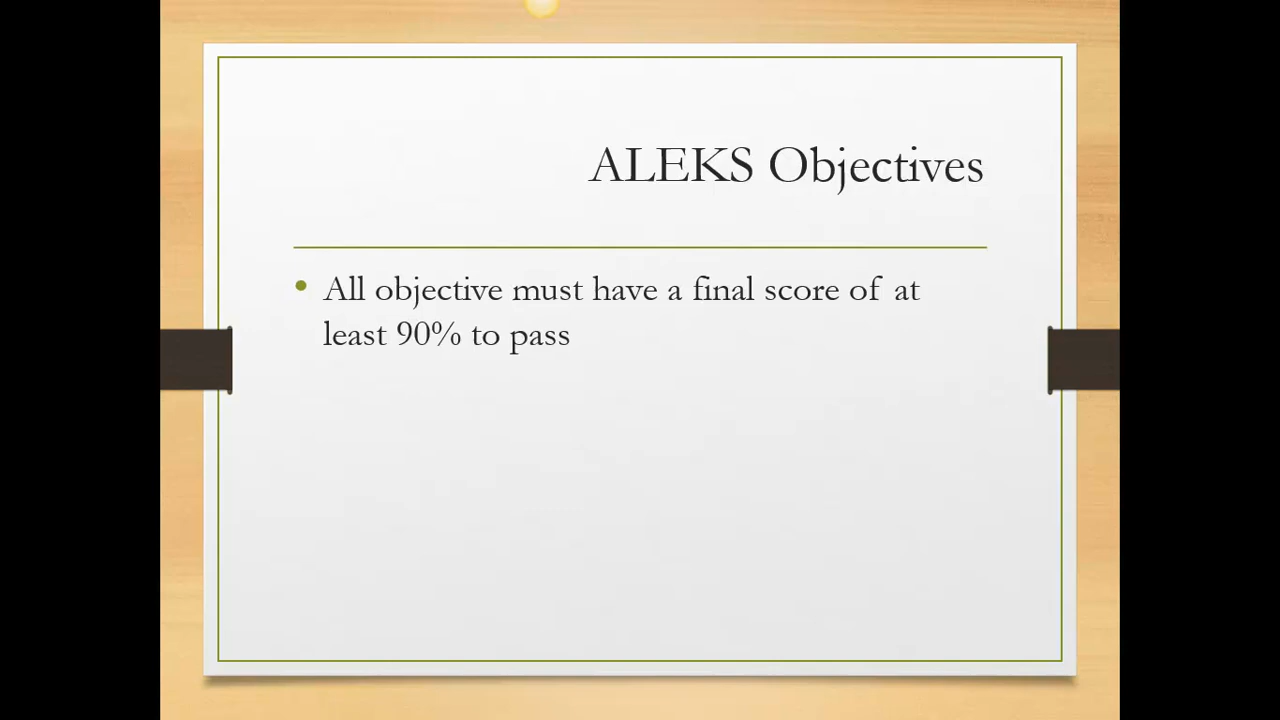 ALEKS Objectives
• All objective must have a final score of at
least 90% to pass